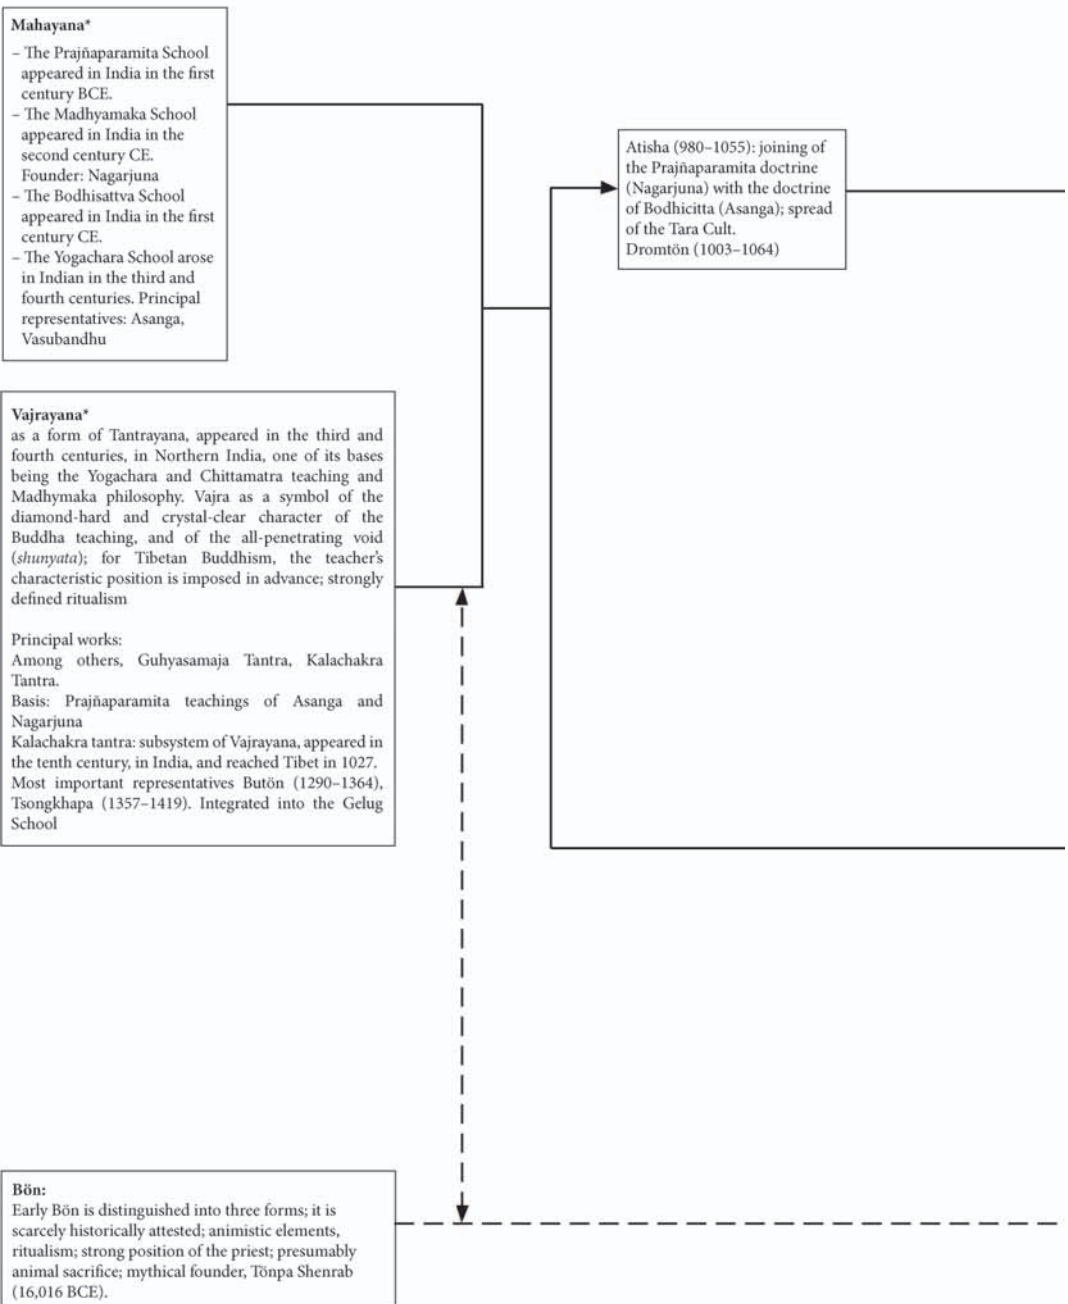 Mahayana*
– The Prajñaparamita School
appeared in India in the first
century BCE.
– The Madhyamaka School
appeared in India in the
second century CE.
Founder: Nagarjuna
– The Bodhisattva School
appeared in India in the first
century CE.
– The Yogachara School arose
in Indian in the third and
fourth centuries. Principal
representatives: Asanga,
Vasubandhu
Atisha (980–1055): joining of
the Prajñaparamita doctrine
(Nagarjuna) with the doctrine
of Bodhicitta (Asanga); spread
of the Tara Cult.
Dromtön (1003–1064)
Vajrayana*
as a form of Tantrayana, appeared in the third and
fourth centuries, in Northern India, one of its bases
being the Yogachara and Chittamatra teaching and
Madhymaka philosophy. Vajra as a symbol of the
diamond-hard and crystal-clear character of the
Buddha teaching, and of the all-penetrating void
(shunyata); for Tibetan Buddhism, the teacher's
characteristic position is imposed in advance; strongly
defined ritualism
Principal works:
Among others, Guhyasamaja Tantra, Kalachakra
Tantra.
Basis: Prajñaparamita teachings of Asanga and
Nagarjuna
Kalachakra tantra: subsystem of Vajrayana, appeared in
the tenth century, in India, and reached Tibet in 1027.
Most important representatives Butön (1290–1364),
Tsongkhapa (1357–1419). Integrated into the Gelug
School
Bön:
Early Bön is distinguished into three forms; it is
scarcely historically attested; animistic elements,
ritualism; strong position of the priest; presumably
animal sacrifice; mythical founder, Tönpa Shenrab
(16,016 BCE).